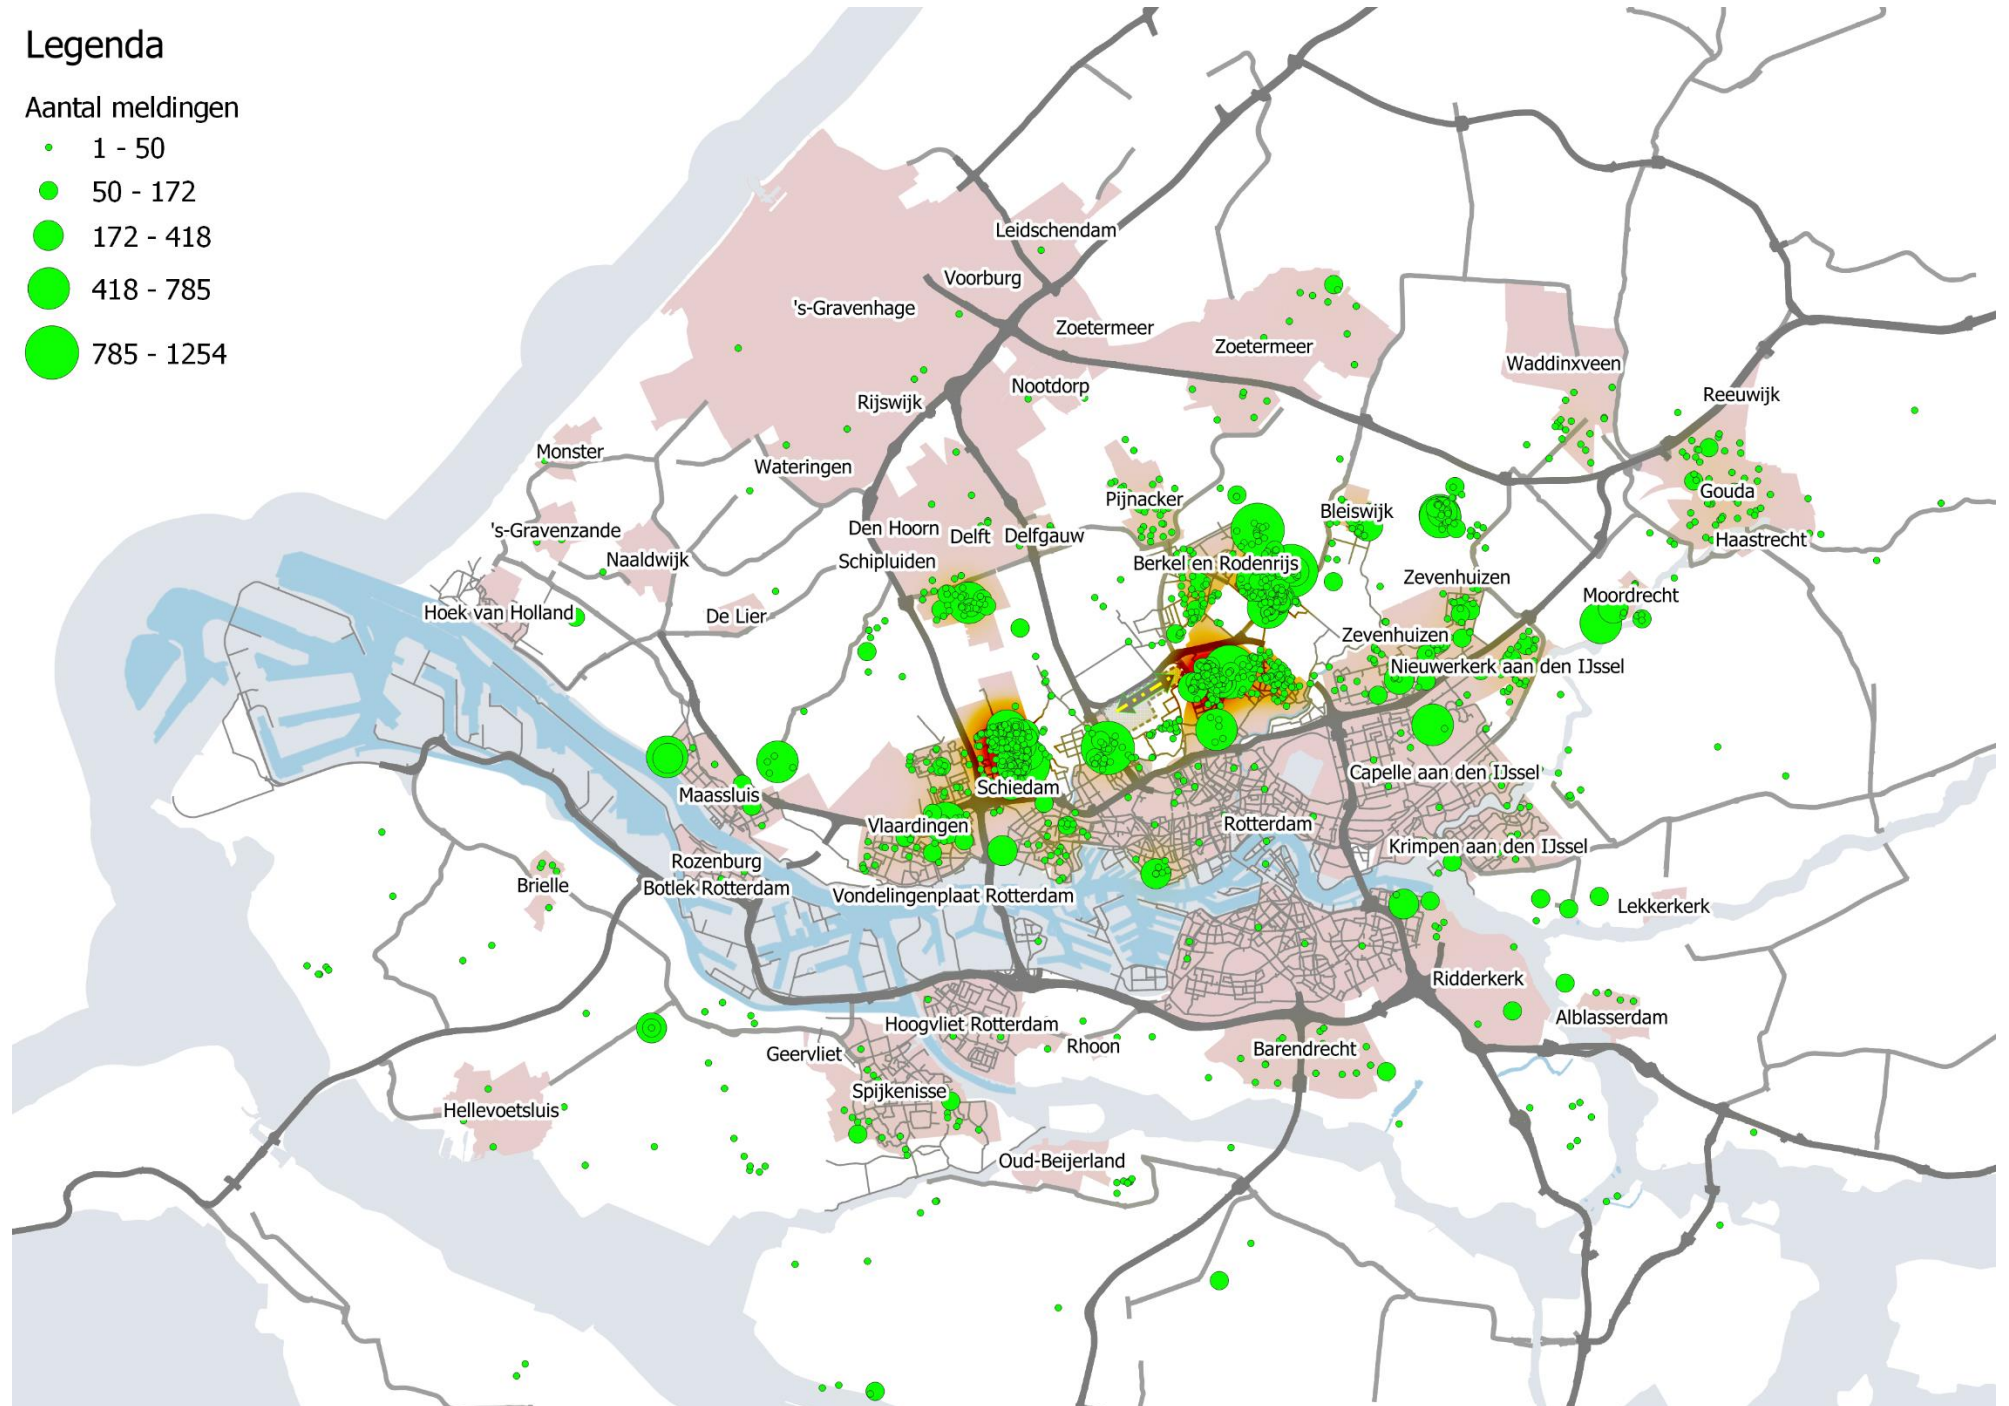 Legenda
Aantal meldingen
1 - 50
50 - 172
172 - 418
418 - 785
785 - 1254
Leidschendam
Voorburg
's-Gravenhage
Zoetermeer
Zoetermeer
Waddinxveen
Nootdorp
Rijswijk
Reeuwijk
Monster
Wateringen
Gouda
Pijnacker
Bleiswijk
's-Gravenzande
Den Hoorn
Delft
Delfgauw
Haastrecht
Naaldwijk
Schipluiden
Berkel en Rodenrijs
Zevenhuizen
Moordrecht
Hoek van Holland
De Lier
Zevenhuizen
Nieuwerkerk aan den IJssel
Capelle aan den IJssel
Schiedam
Maassluis
Vlaardingen
Rotterdam
Krimpen aan den IJssel
Rozenburg
Brielle
Botlek Rotterdam
Vondelingenplaat Rotterdam
Lekkerkerk
Ridderkerk
Alblasserdam
Hoogvliet Rotterdam
Rhoon
Barendrecht
Geervliet
Spijkenisse
Hellevoetsluis
Oud-Beijerland